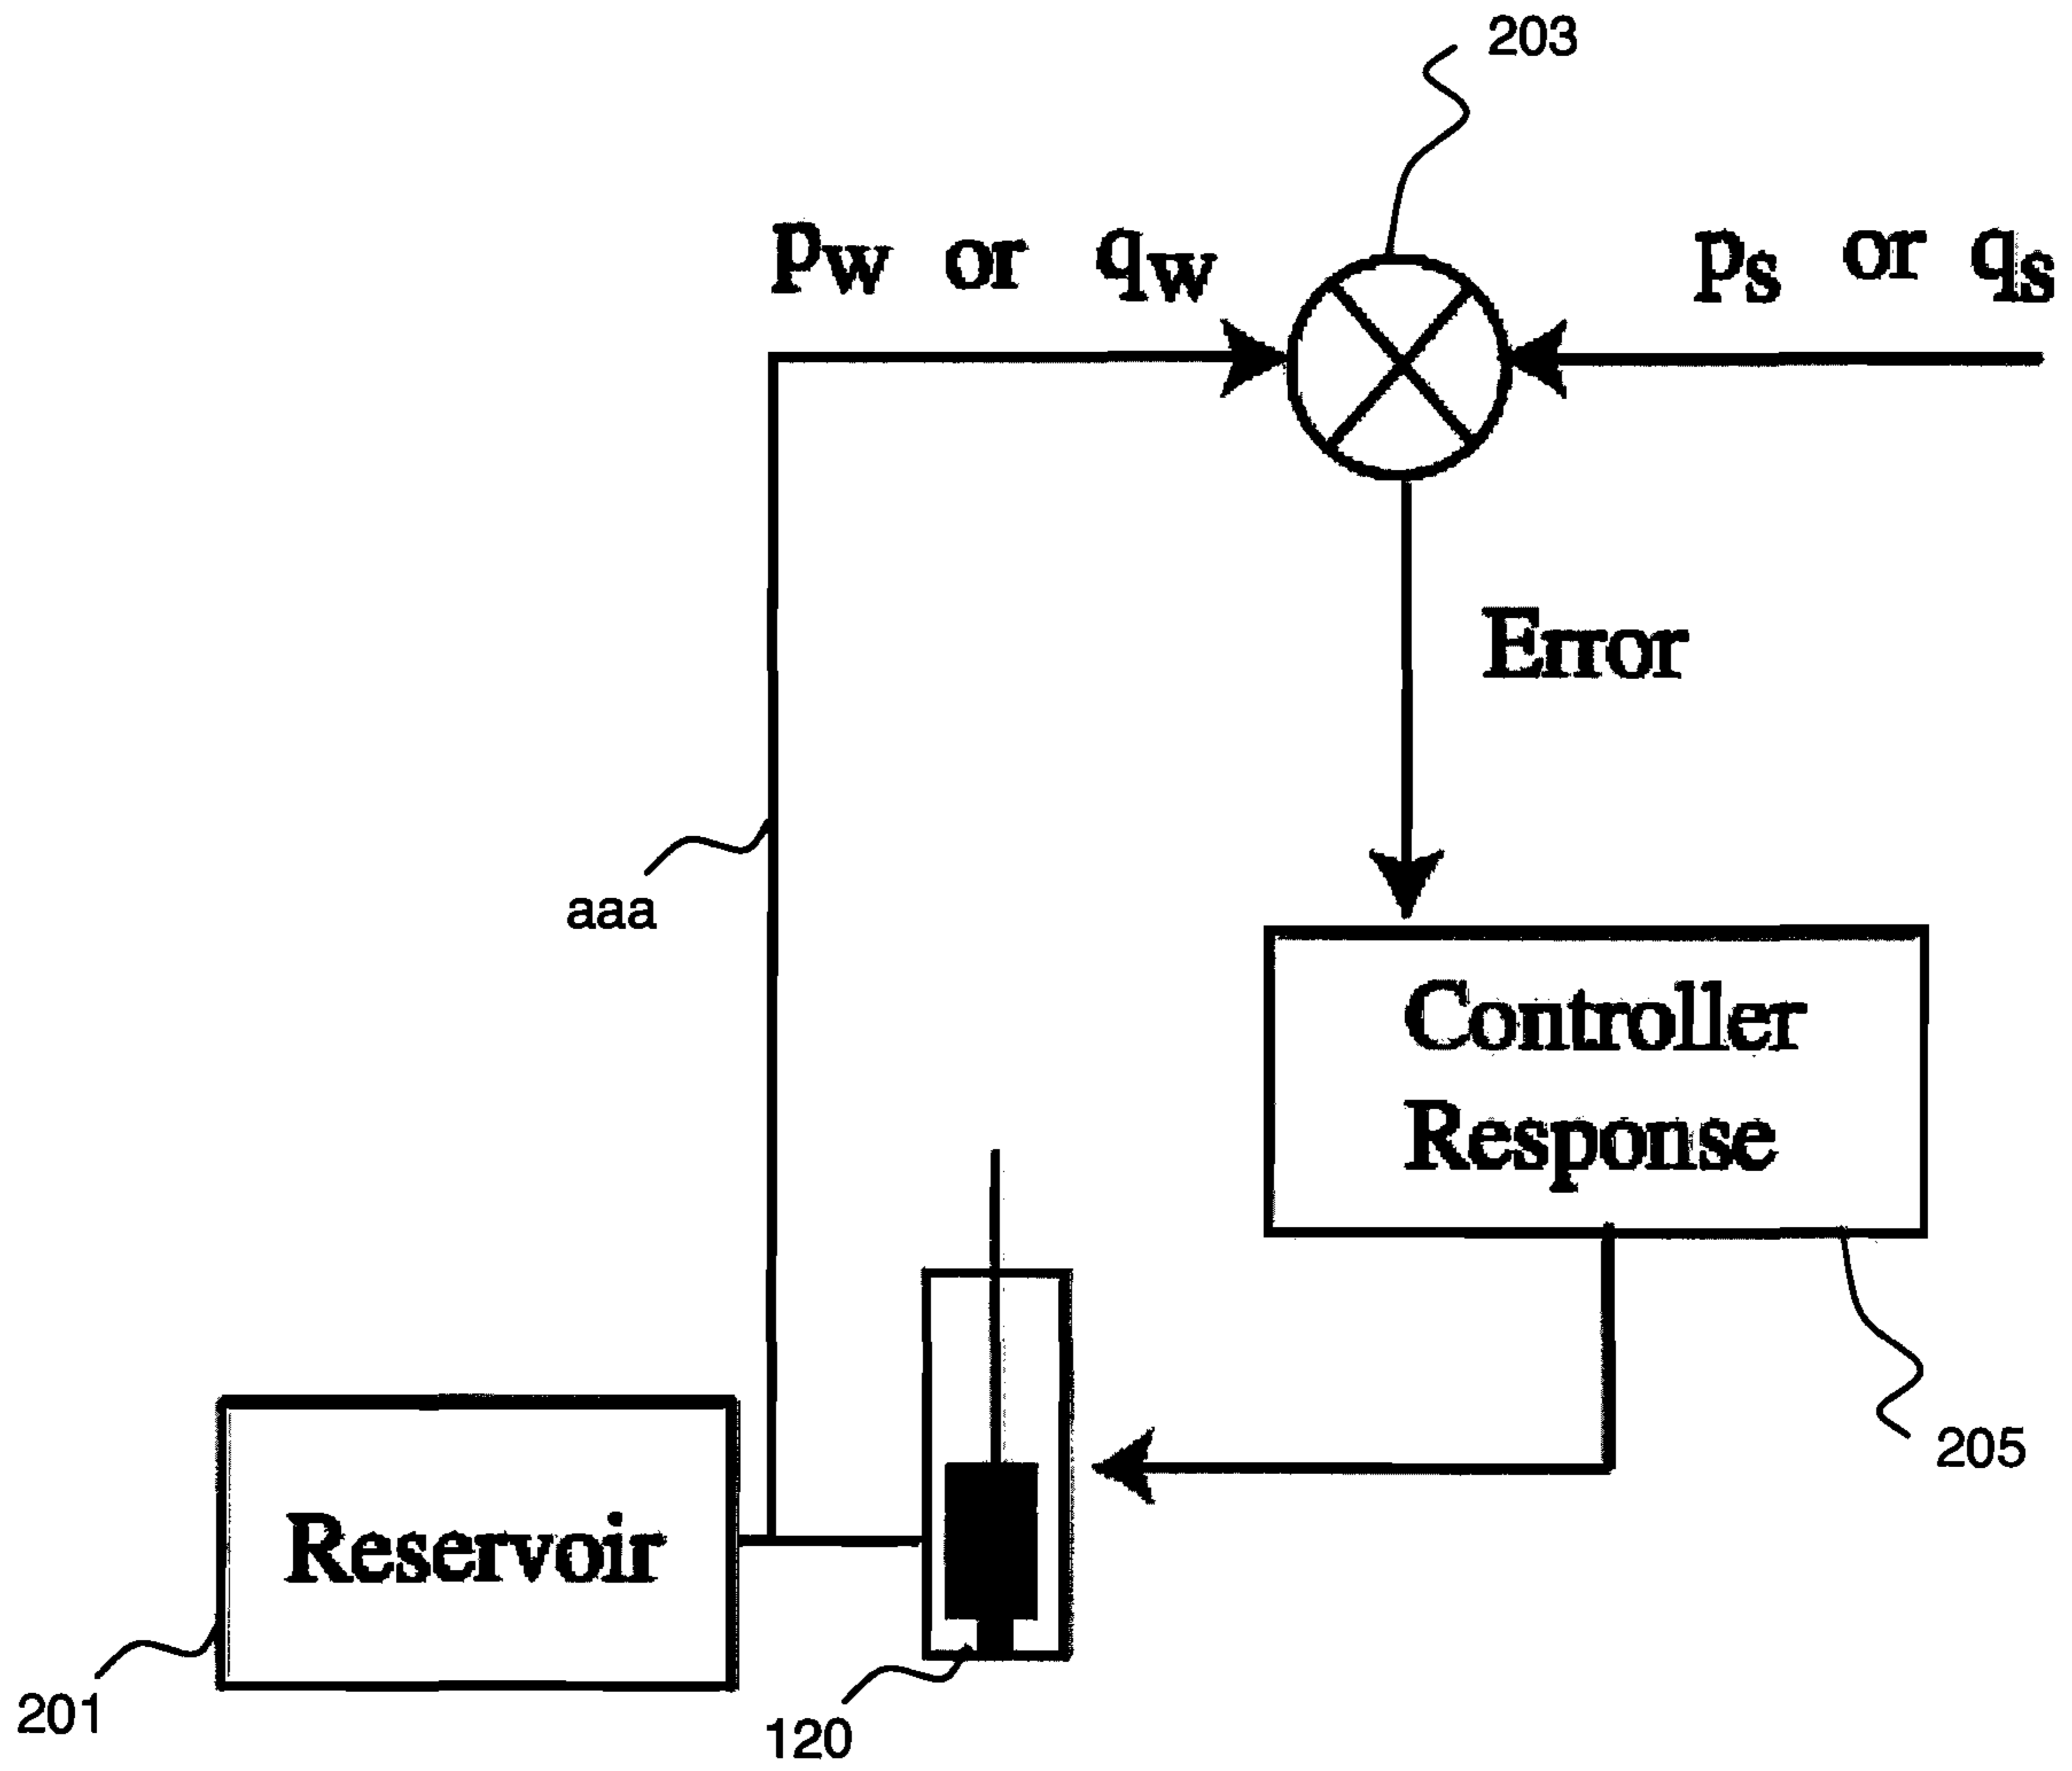 203
pw or qw
ps or qs
Error
aaa
Controller
Response
205
Reservoir
201
120